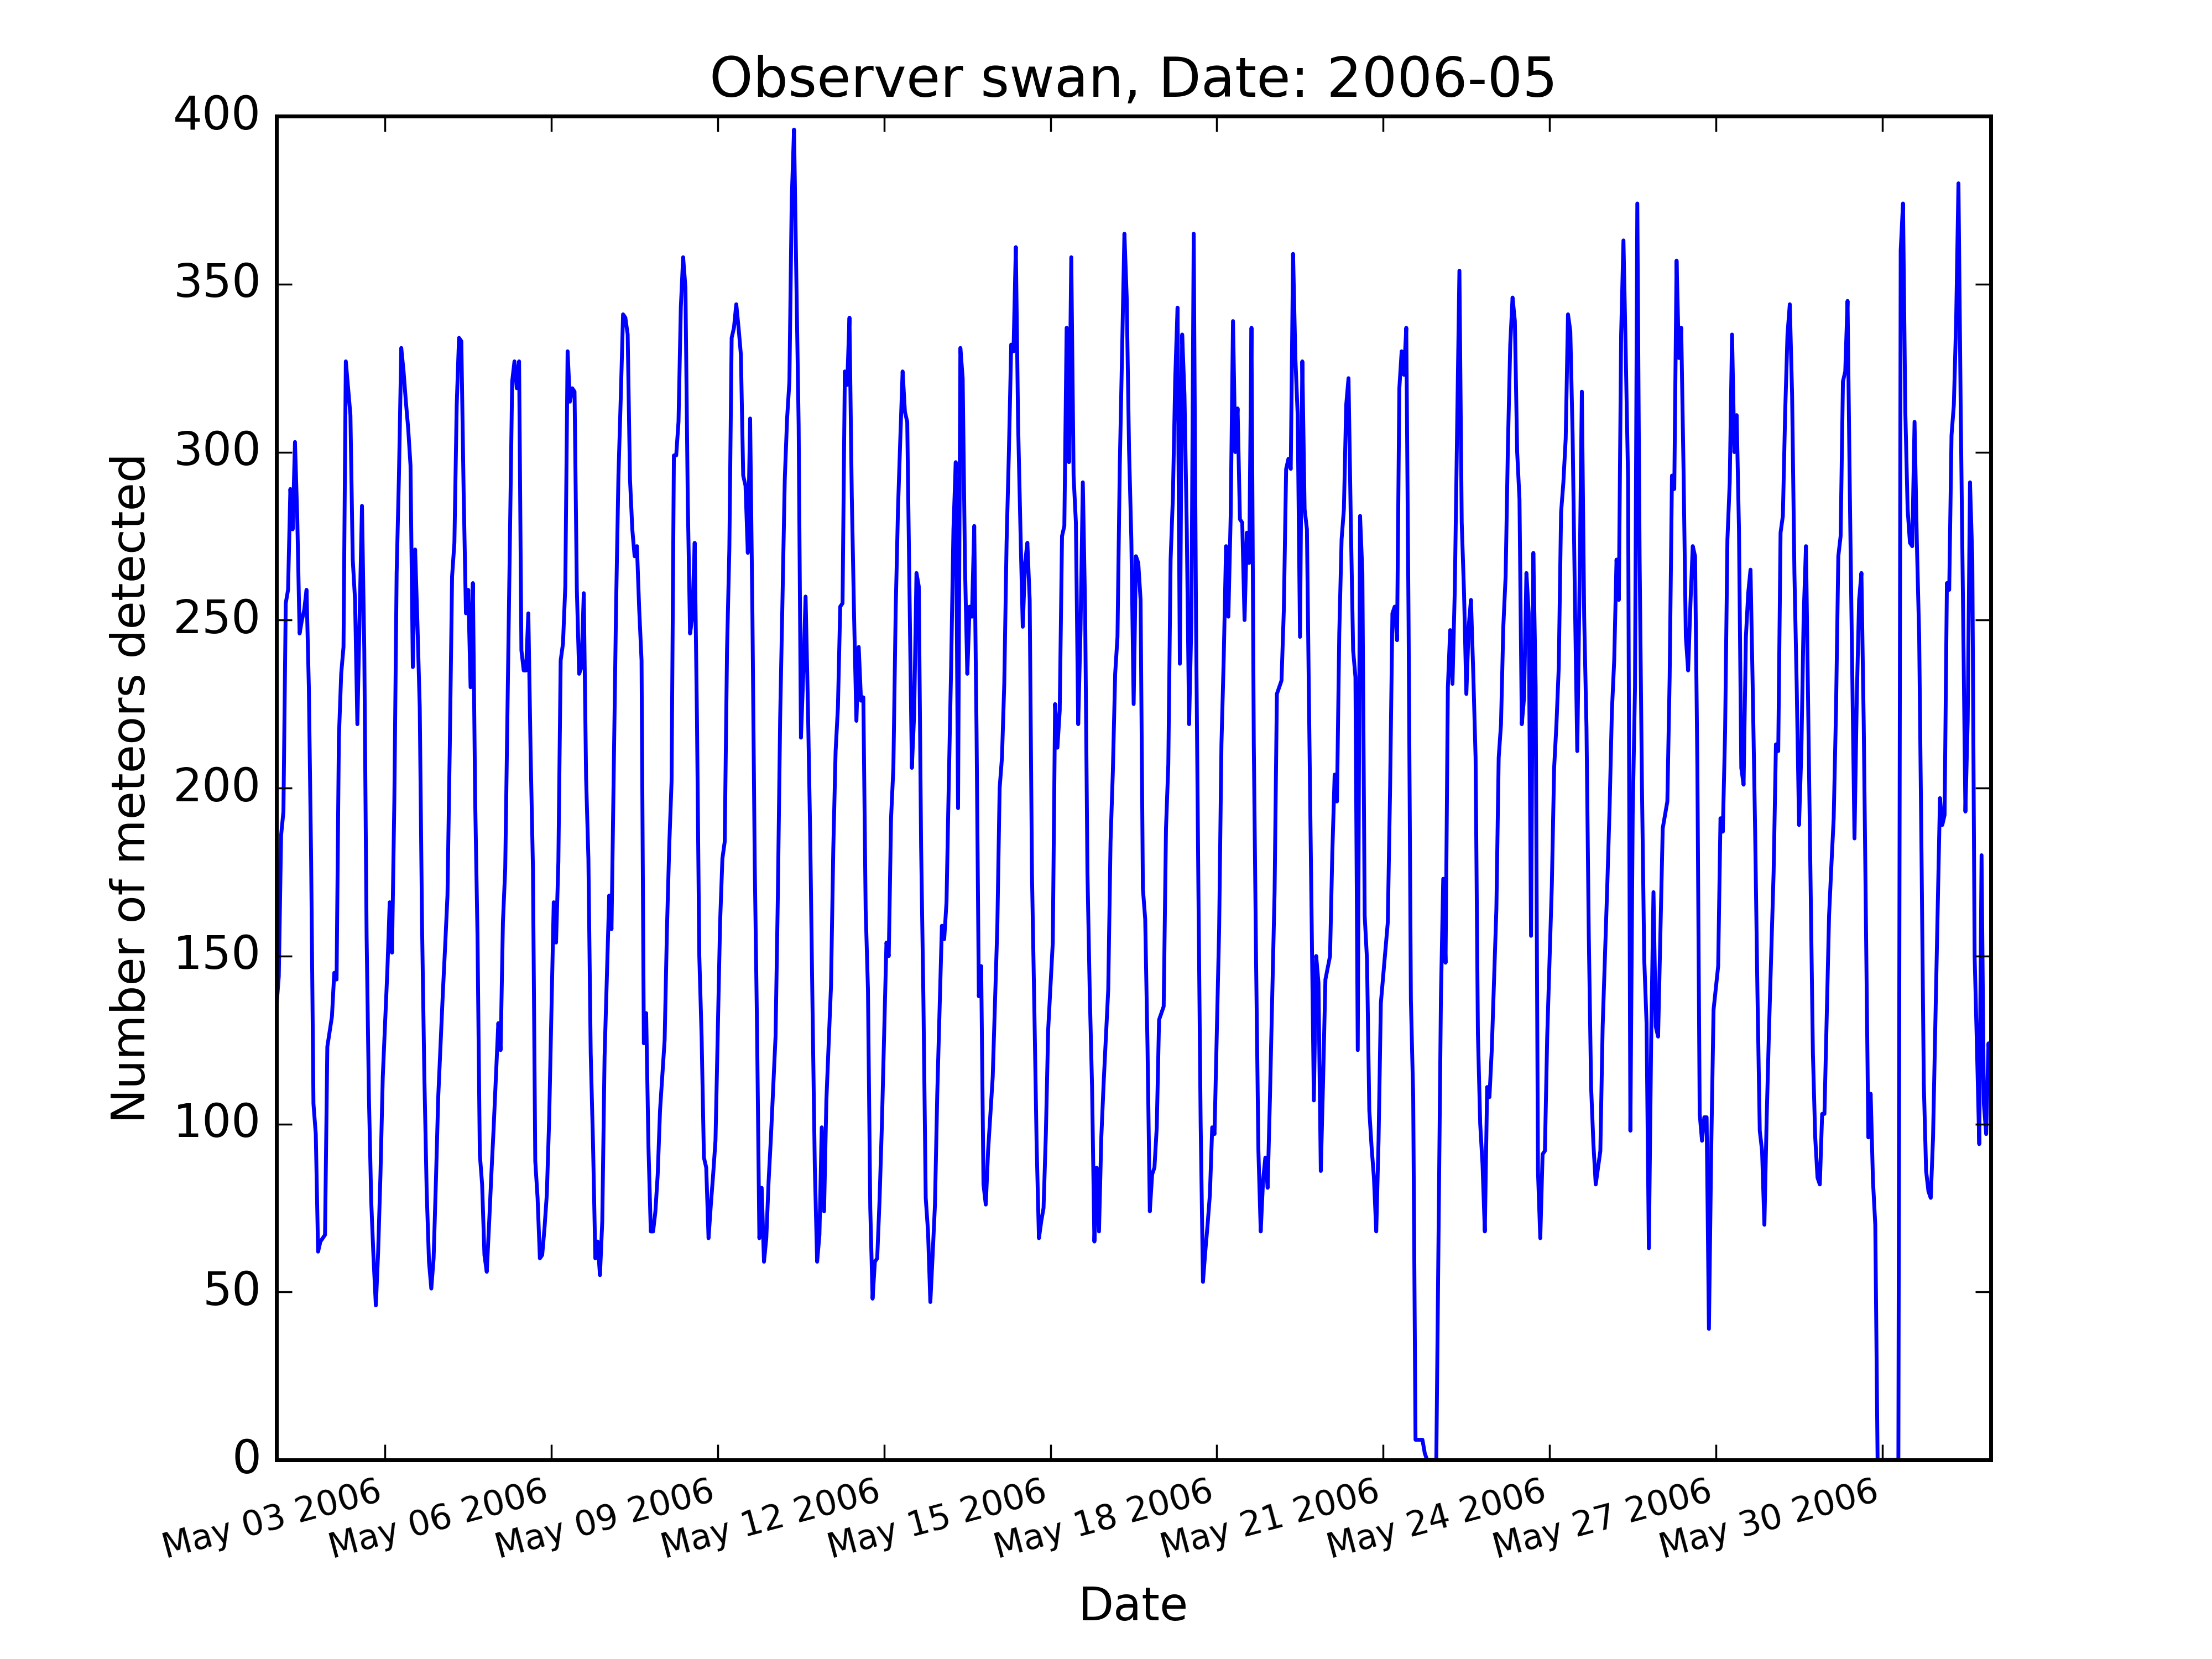 Observer swan, Date: 2006-05
400
350
300
250
200
150
100
50
0
Number of meteors detected
May 03 2006
May 06 2006
May 09 2006
May 12 2006
May 15 2006
May 18 2006
May 21 2006
May 24 2006
May 27 2006
May 30 2006
Date